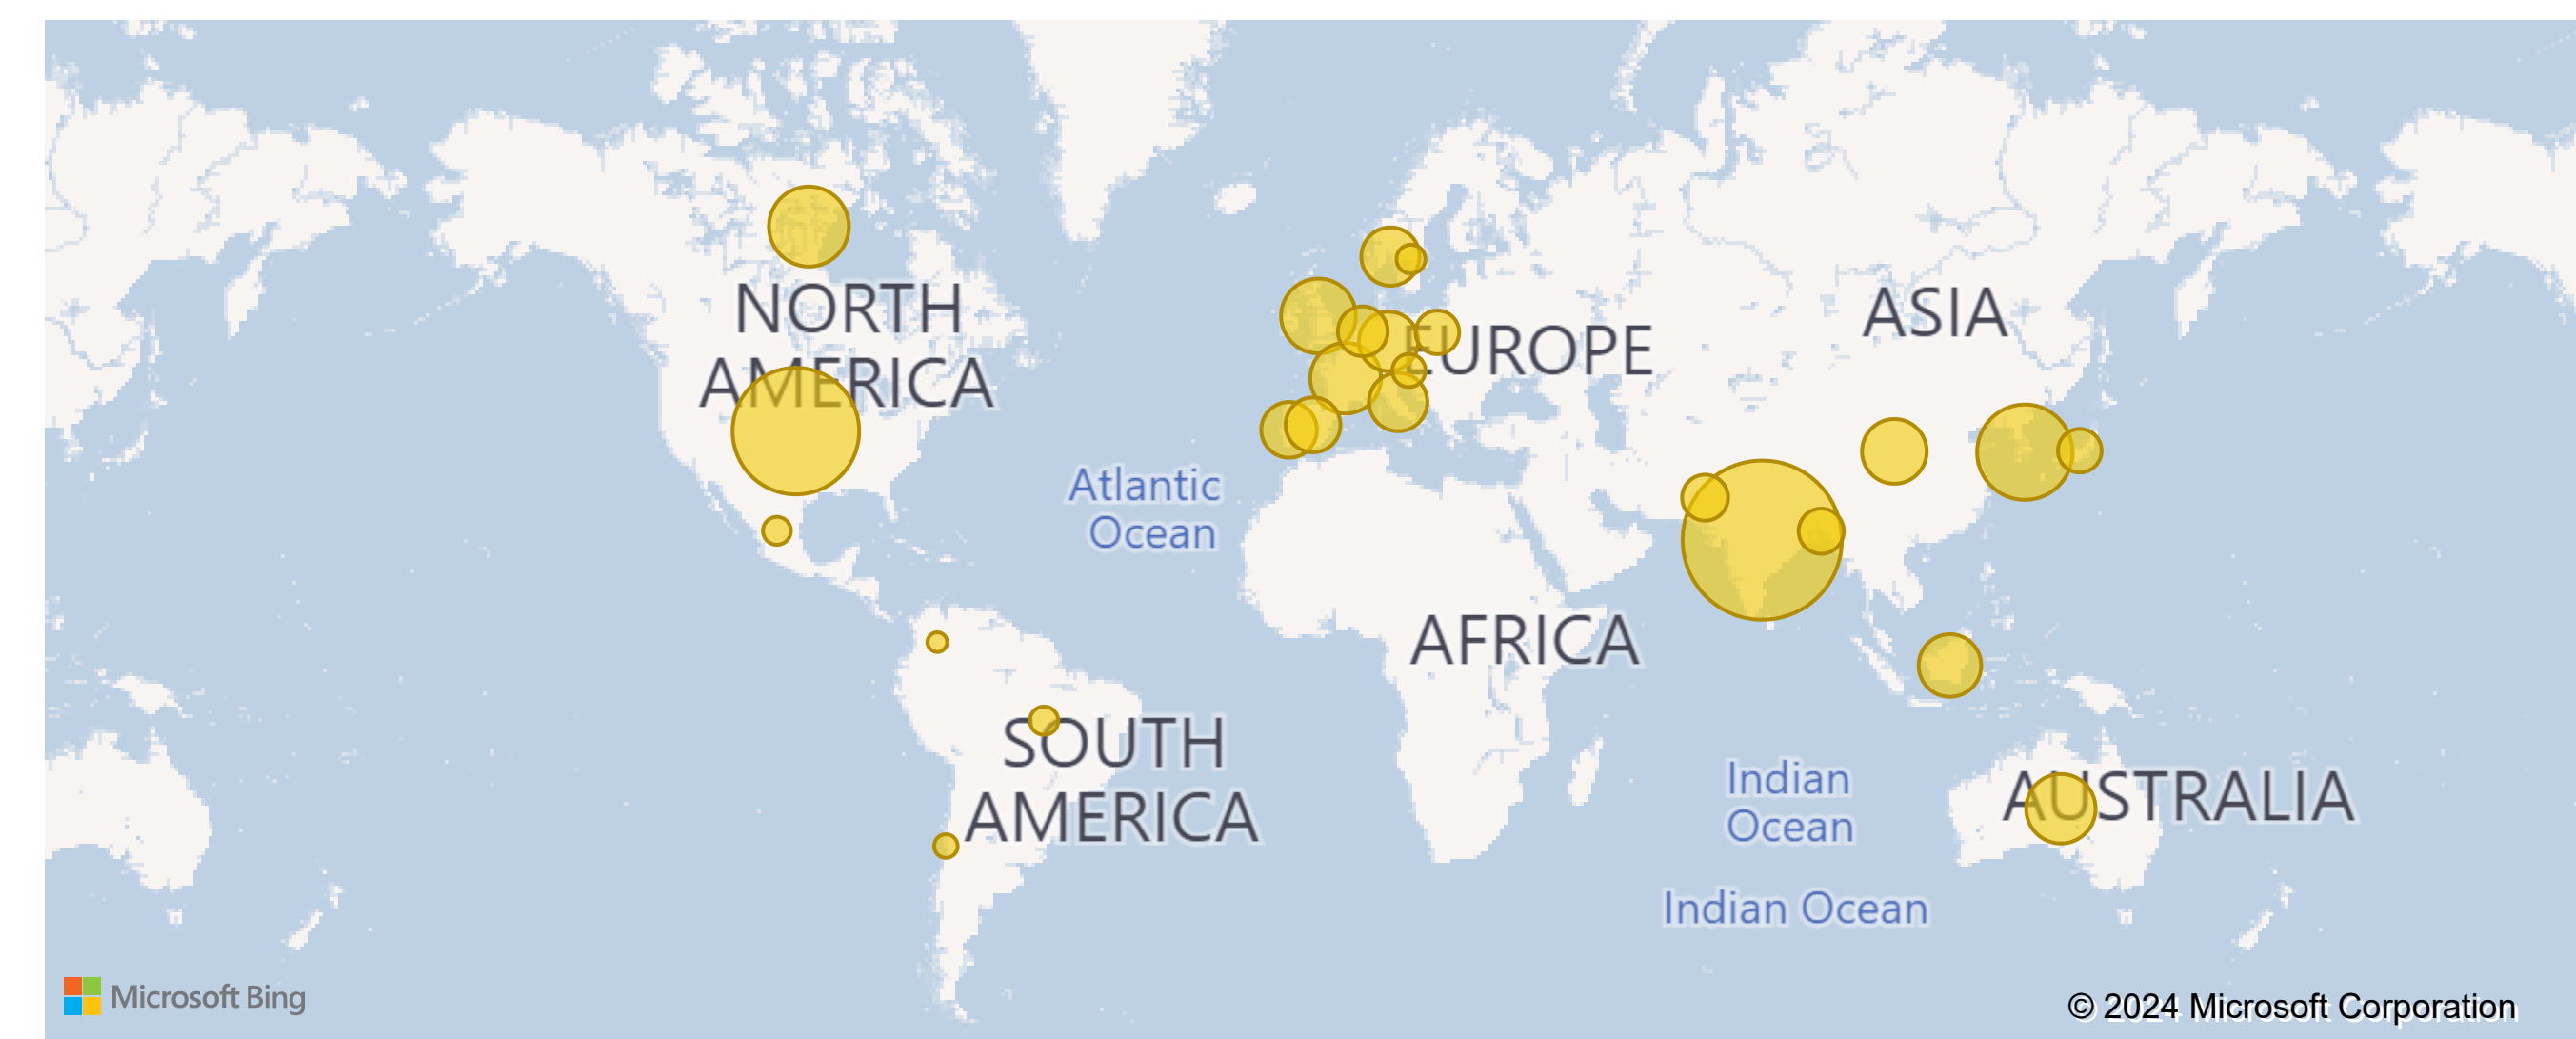 NORTH
AMERICA
EUROPE
ASIA
Atlantic
Ocean
AFRICA
SOUTH
AMERICA
Indian
Ocean
AUSTRALIA
Indian Ocean
Microsoft Bing
© 2024 Microsoft Corporation